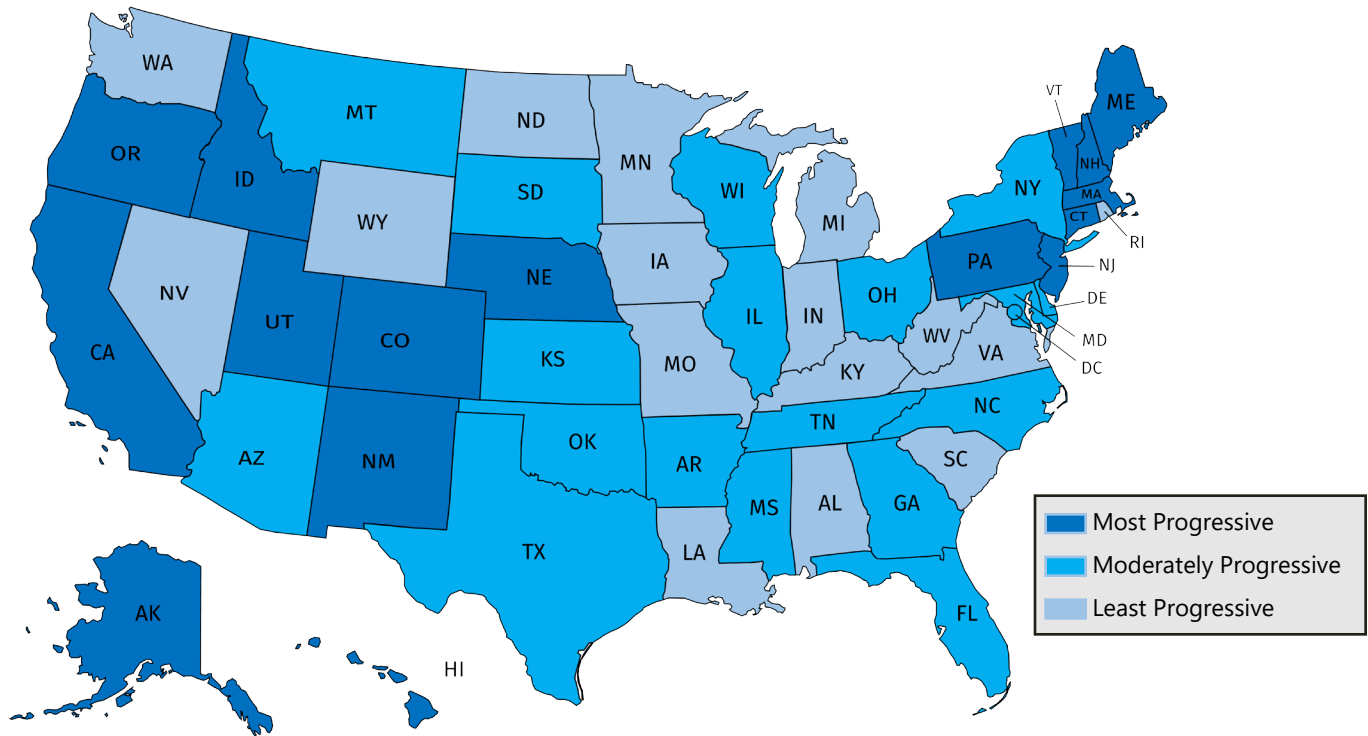 WA
MT
ND
MN
OR
ID
SD
WI
MI
NY
VT
ME
NH
MA
CT
RI
WY
NE
IA
PA
NJ
NV
UT
CO
KS
IL
IN
OH
DE
MD
DC
CA
MO
KY
WV
VA
AZ
NM
OK
AR
TN
NC
SC
TX
LA
MS
AL
GA
FL
AK
HI
Most Progressive
Moderately Progressive
Least Progressive